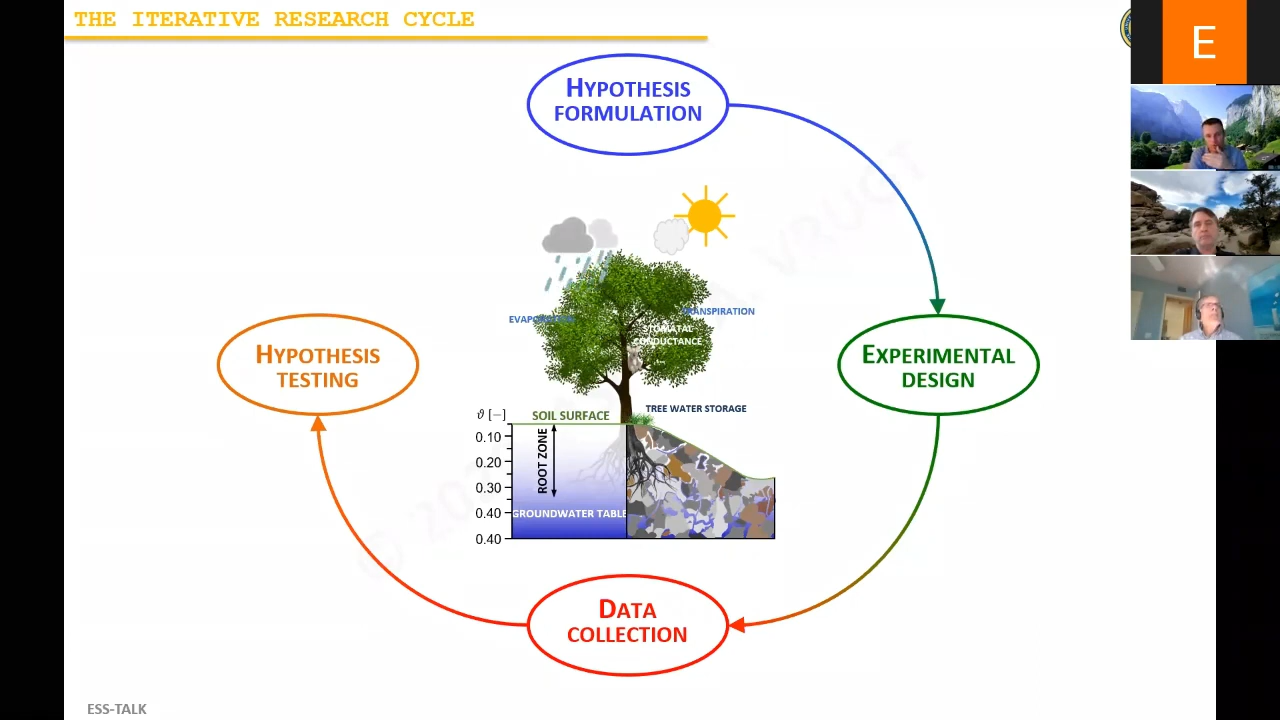 THE ITERATIVE RESEARCH CYCLE
E
HYPOTHESIS
FORMULATION
TRANSPIRATION
STOMATAL
CONDUCTANCE
HYPOTHESIS
TESTING
EXPERIMENTAL
DESIGN
TREE WATER STORAGE
SOIL SURFACE
ϑ [−]
0.10
0.20
0.30
0.40
0.40
ROOT ZONE
GROUNDWATER TABLE
DATA
COLLECTION
ESS-TALK